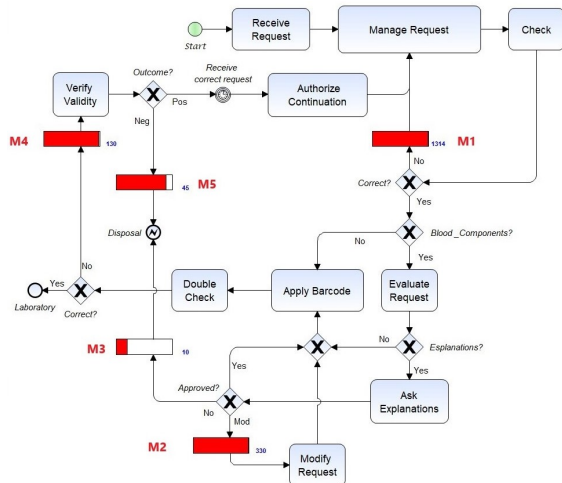 Receive
Request
Manage Request
Check
Start
Outcome?
Receive
correct request
Verify
Validity
Pos
Authorize
Continuation
Neg
M4
130
1314
M1
No
M5
45
Correct?
Yes
Disposal
No
Blood_Components?
Yes
No
Yes
Laboratory
Correct?
Double
Check
Apply Barcode
Evaluate
Request
M3
10
No
Esplanations?
Yes
Approved?
Yes
No
Mod
Ask
Explanations
M2
330
Modify
Request